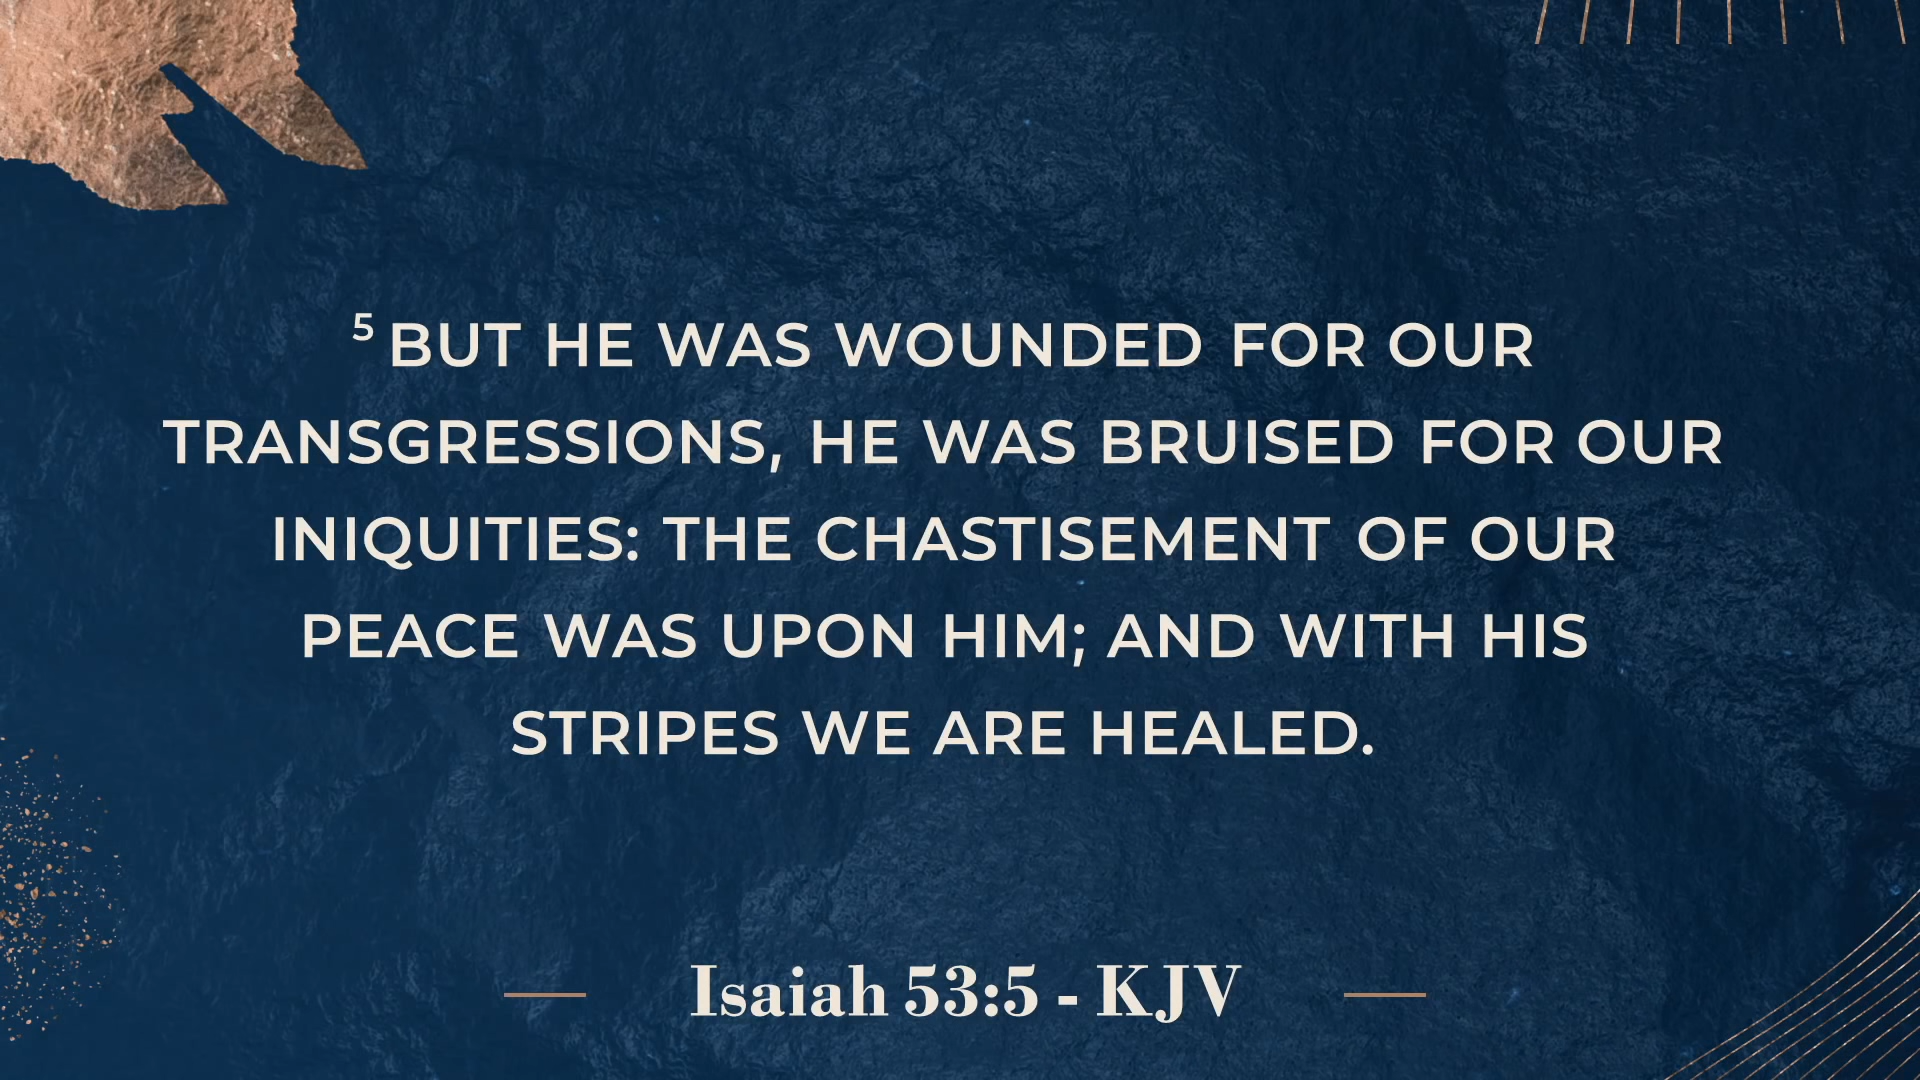 5 BUT HE WAS WOUNDED FOR OUR
TRANSGRESSIONS, HE WAS BRUISED FOR OUR
INIQUITIES: THE CHASTISEMENT OF OUR
PEACE WAS UPON HIM; AND WITH HIS
STRIPES WE ARE HEALED.
Isaiah 53:5 - KJV